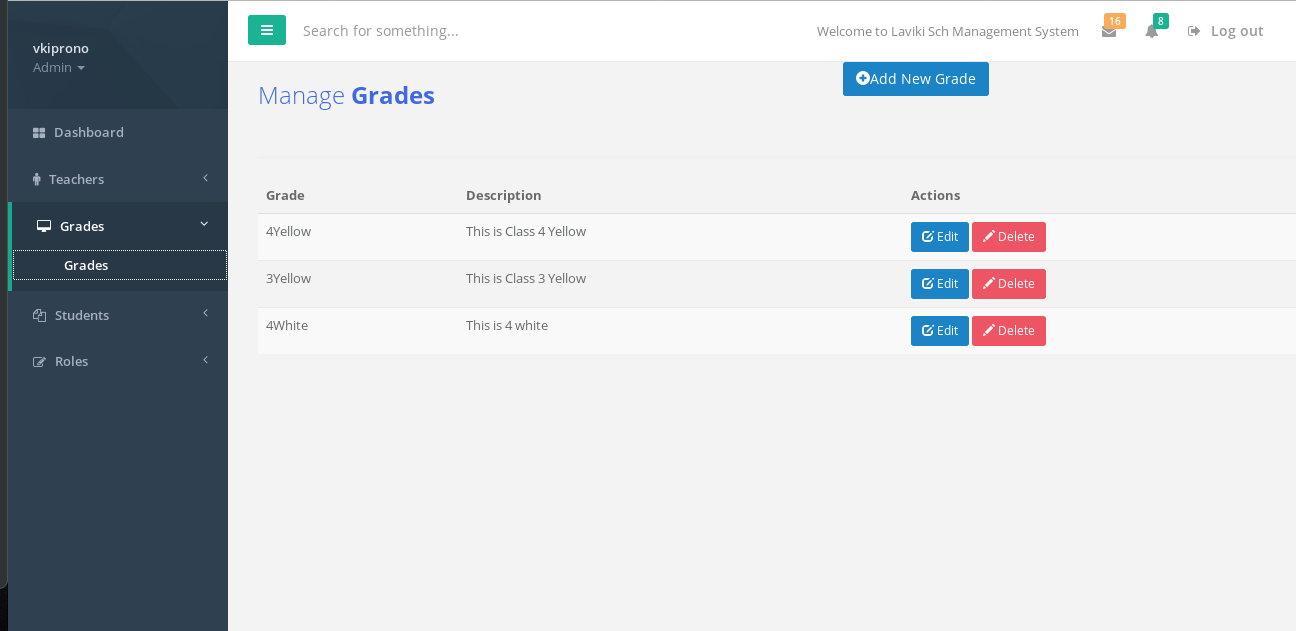 vkiprono
Admin
Dashboard
Teachers
Grades
Grades
Students
Roles
Search for something...
Welcome to Laviki Sch Management System
16
8
Log out
Manage Grades
Add New Grade
Grade Description Actions
4Yellow This is Class 4 Yellow Edit Delete
3Yellow This is Class 3 Yellow Edit Delete
4White This is 4 white Edit Delete